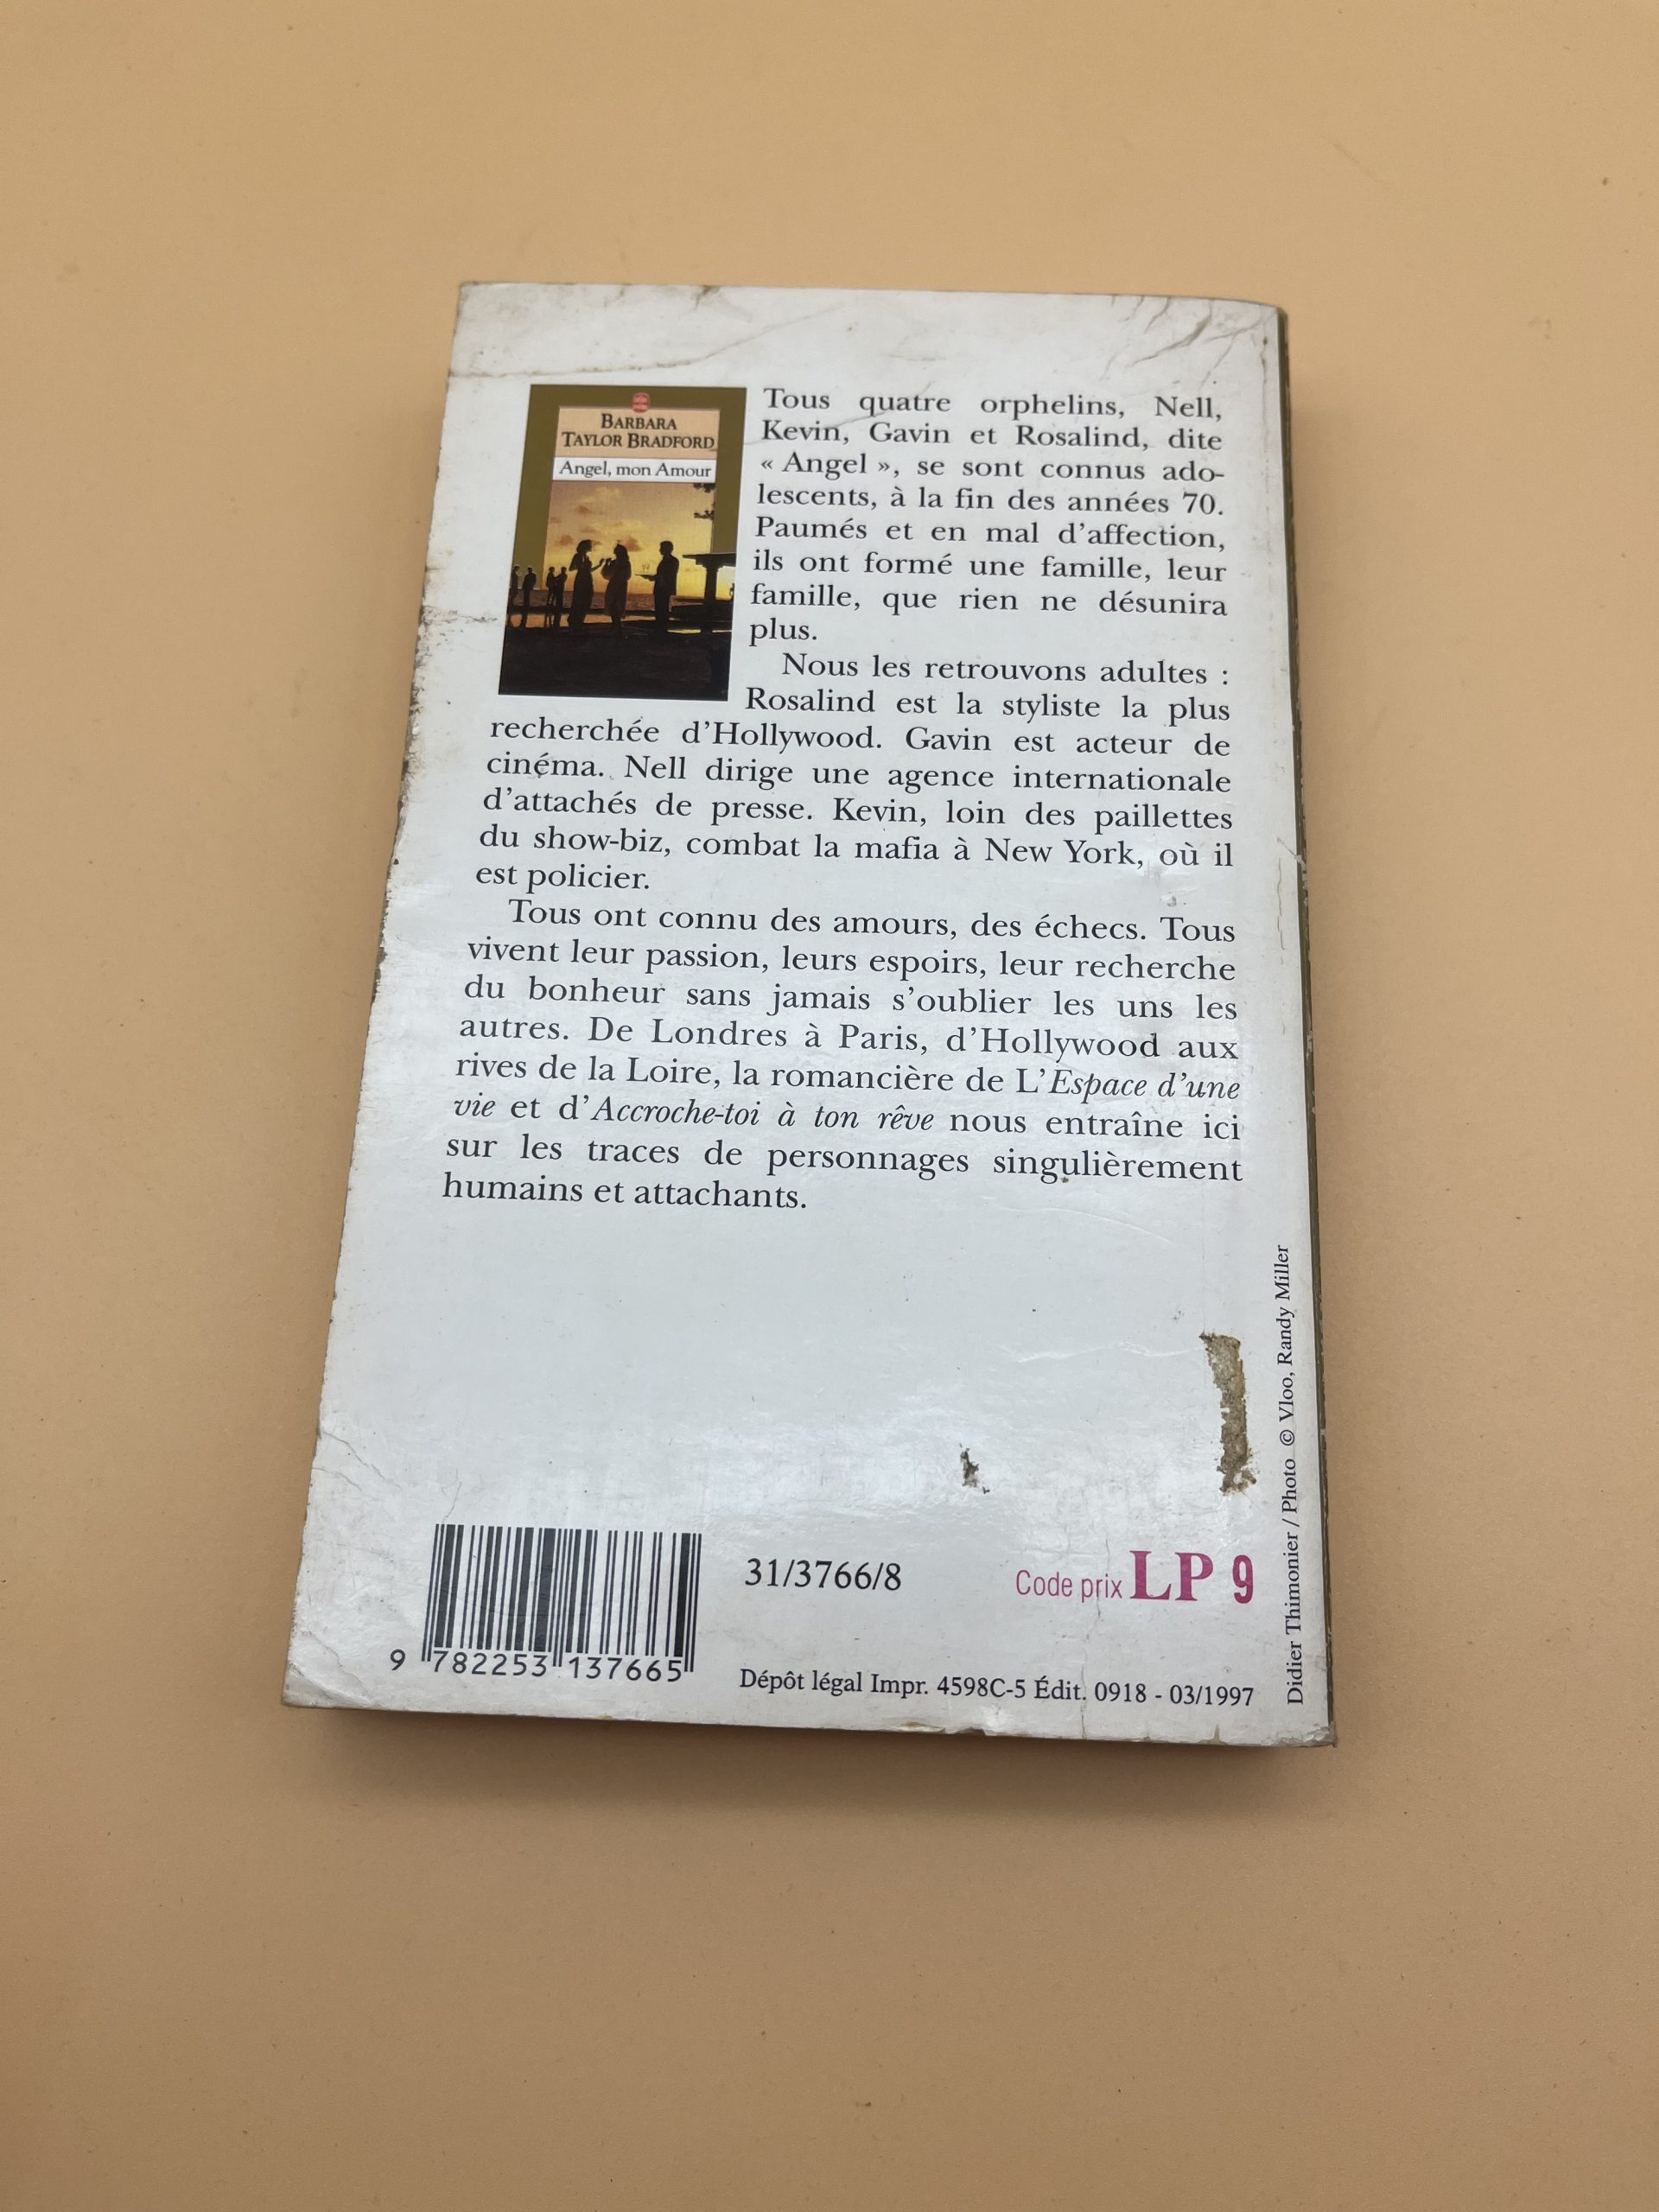 BARBARA
TAYLOR BRADFORD
Angel, mon Amour
Tous quatre orphelins, Nell,
Kevin, Gavin et Rosalind, dite
« Angel », se sont connus ado-
lescents, à la fin des années 70.
Paumés et en mal d'affection,
ils ont formé une famille, leur
famille, que rien ne désunira
plus.
Nous les retrouvons adultes :
Rosalind est la styliste la plus
recherchée d'Hollywood. Gavin est acteur de
cinéma. Nell dirige une agence internationale
d'attachés de presse. Kevin, loin des paillettes
du show-biz, combat la mafia à New York, où il
est policier.
Tous ont connu des amours, des échecs. Tous
vivent leur passion, leurs espoirs, leur recherche
du bonheur sans jamais s'oublier les uns les
autres. De Londres à Paris, d'Hollywood aux
rives de la Loire, la romancière de L'Espace d'une
vie et d'Accroche-toi à ton rêve nous entraîne ici
sur les traces de personnages singulièrement
humains et attachants.
Didier Thimonier / Photo © Vloo, Randy Miller
31/3766/8
Code prix LP 9
9 782253 137665
Dépôt légal Impr. 4598C-5 Édit. 0918 - 03/1997